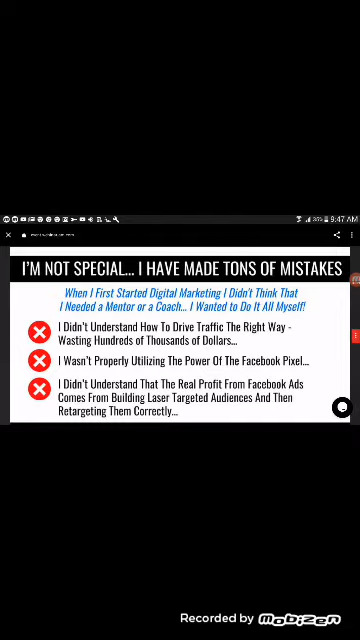 35% 9:47 AM
I'M NOT SPECIAL... I HAVE MADE TONS OF MISTAKES
When I First Started Digital Marketing I Didn't Think That
I Needed a Mentor or a Coach... I Wanted to Do It All Myself!
I Didn't Understand How To Drive Traffic The Right Way -
Wasting Hundreds of Thousands of Dollars...
I Wasn't Properly Utilizing The Power Of The Facebook Pixel...
I Didn't Understand That The Real Profit From Facebook Ads
Comes From Building Laser Targeted Audiences And Then
Retargeting Them Correctly...
Recorded by Mobizen